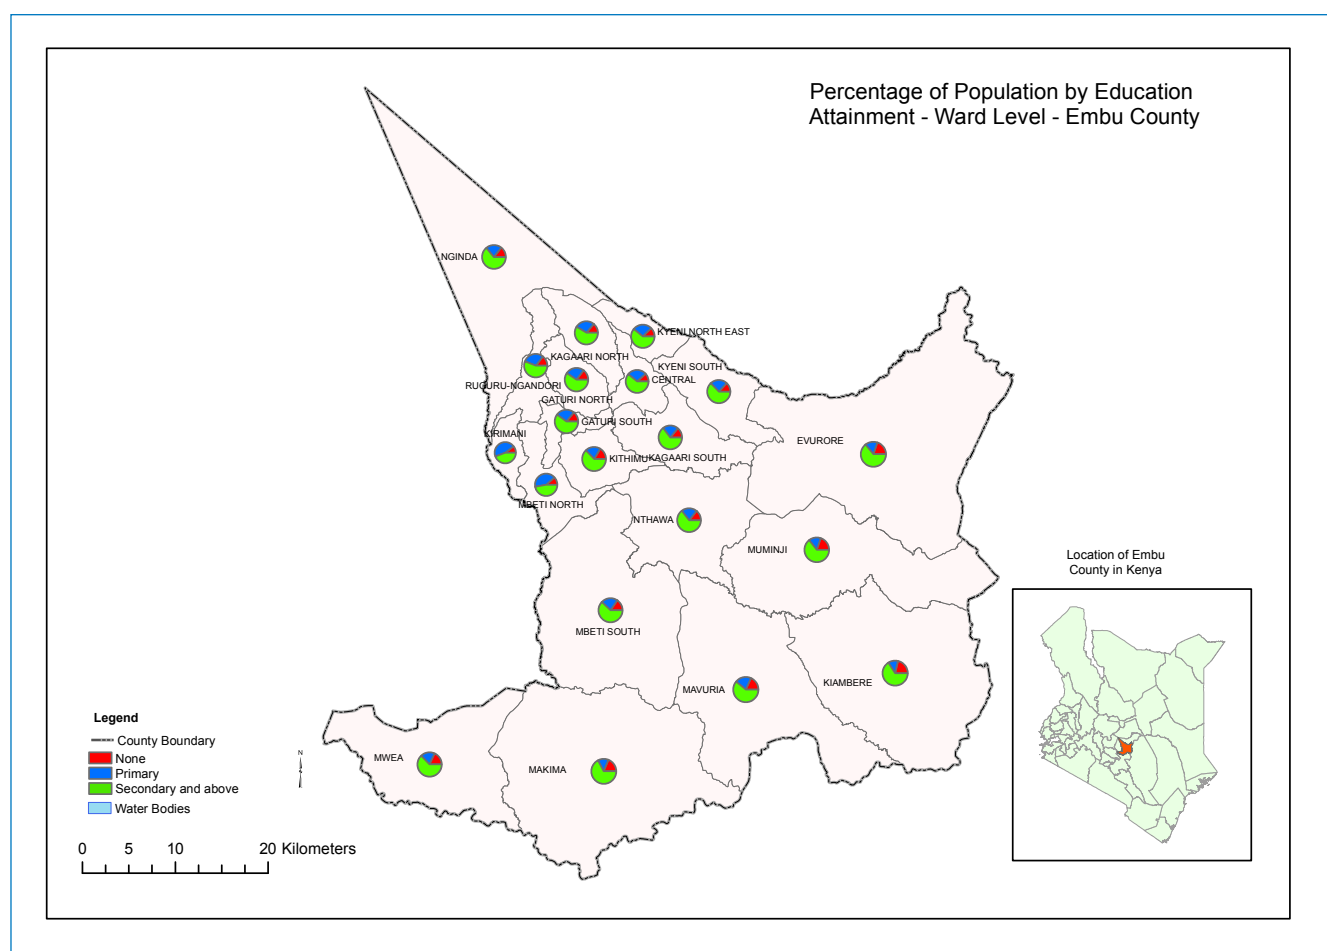 Percentage of Population by Education
Attainment - Ward Level - Embu County
NGINDA
KYENI NORTH EAST
KAGAARI NORTH
KYENI SOUTH
CENTRAL
RUGURU-NGANDORI
GATURI NORTH
GATURI SOUTH
KIRIMANI
EVURORE
KITHIMU
KAGAARI SOUTH
MBETI NORTH
NTHAWA
MUMINJI
Location of Embu
County in Kenya
MBETI SOUTH
KIAMBERE
MAVURIA
MWEA
MAKIMA
Legend
County Boundary
None
Primary
Secondary and above
Water Bodies
N
0 5 10 20 Kilometers